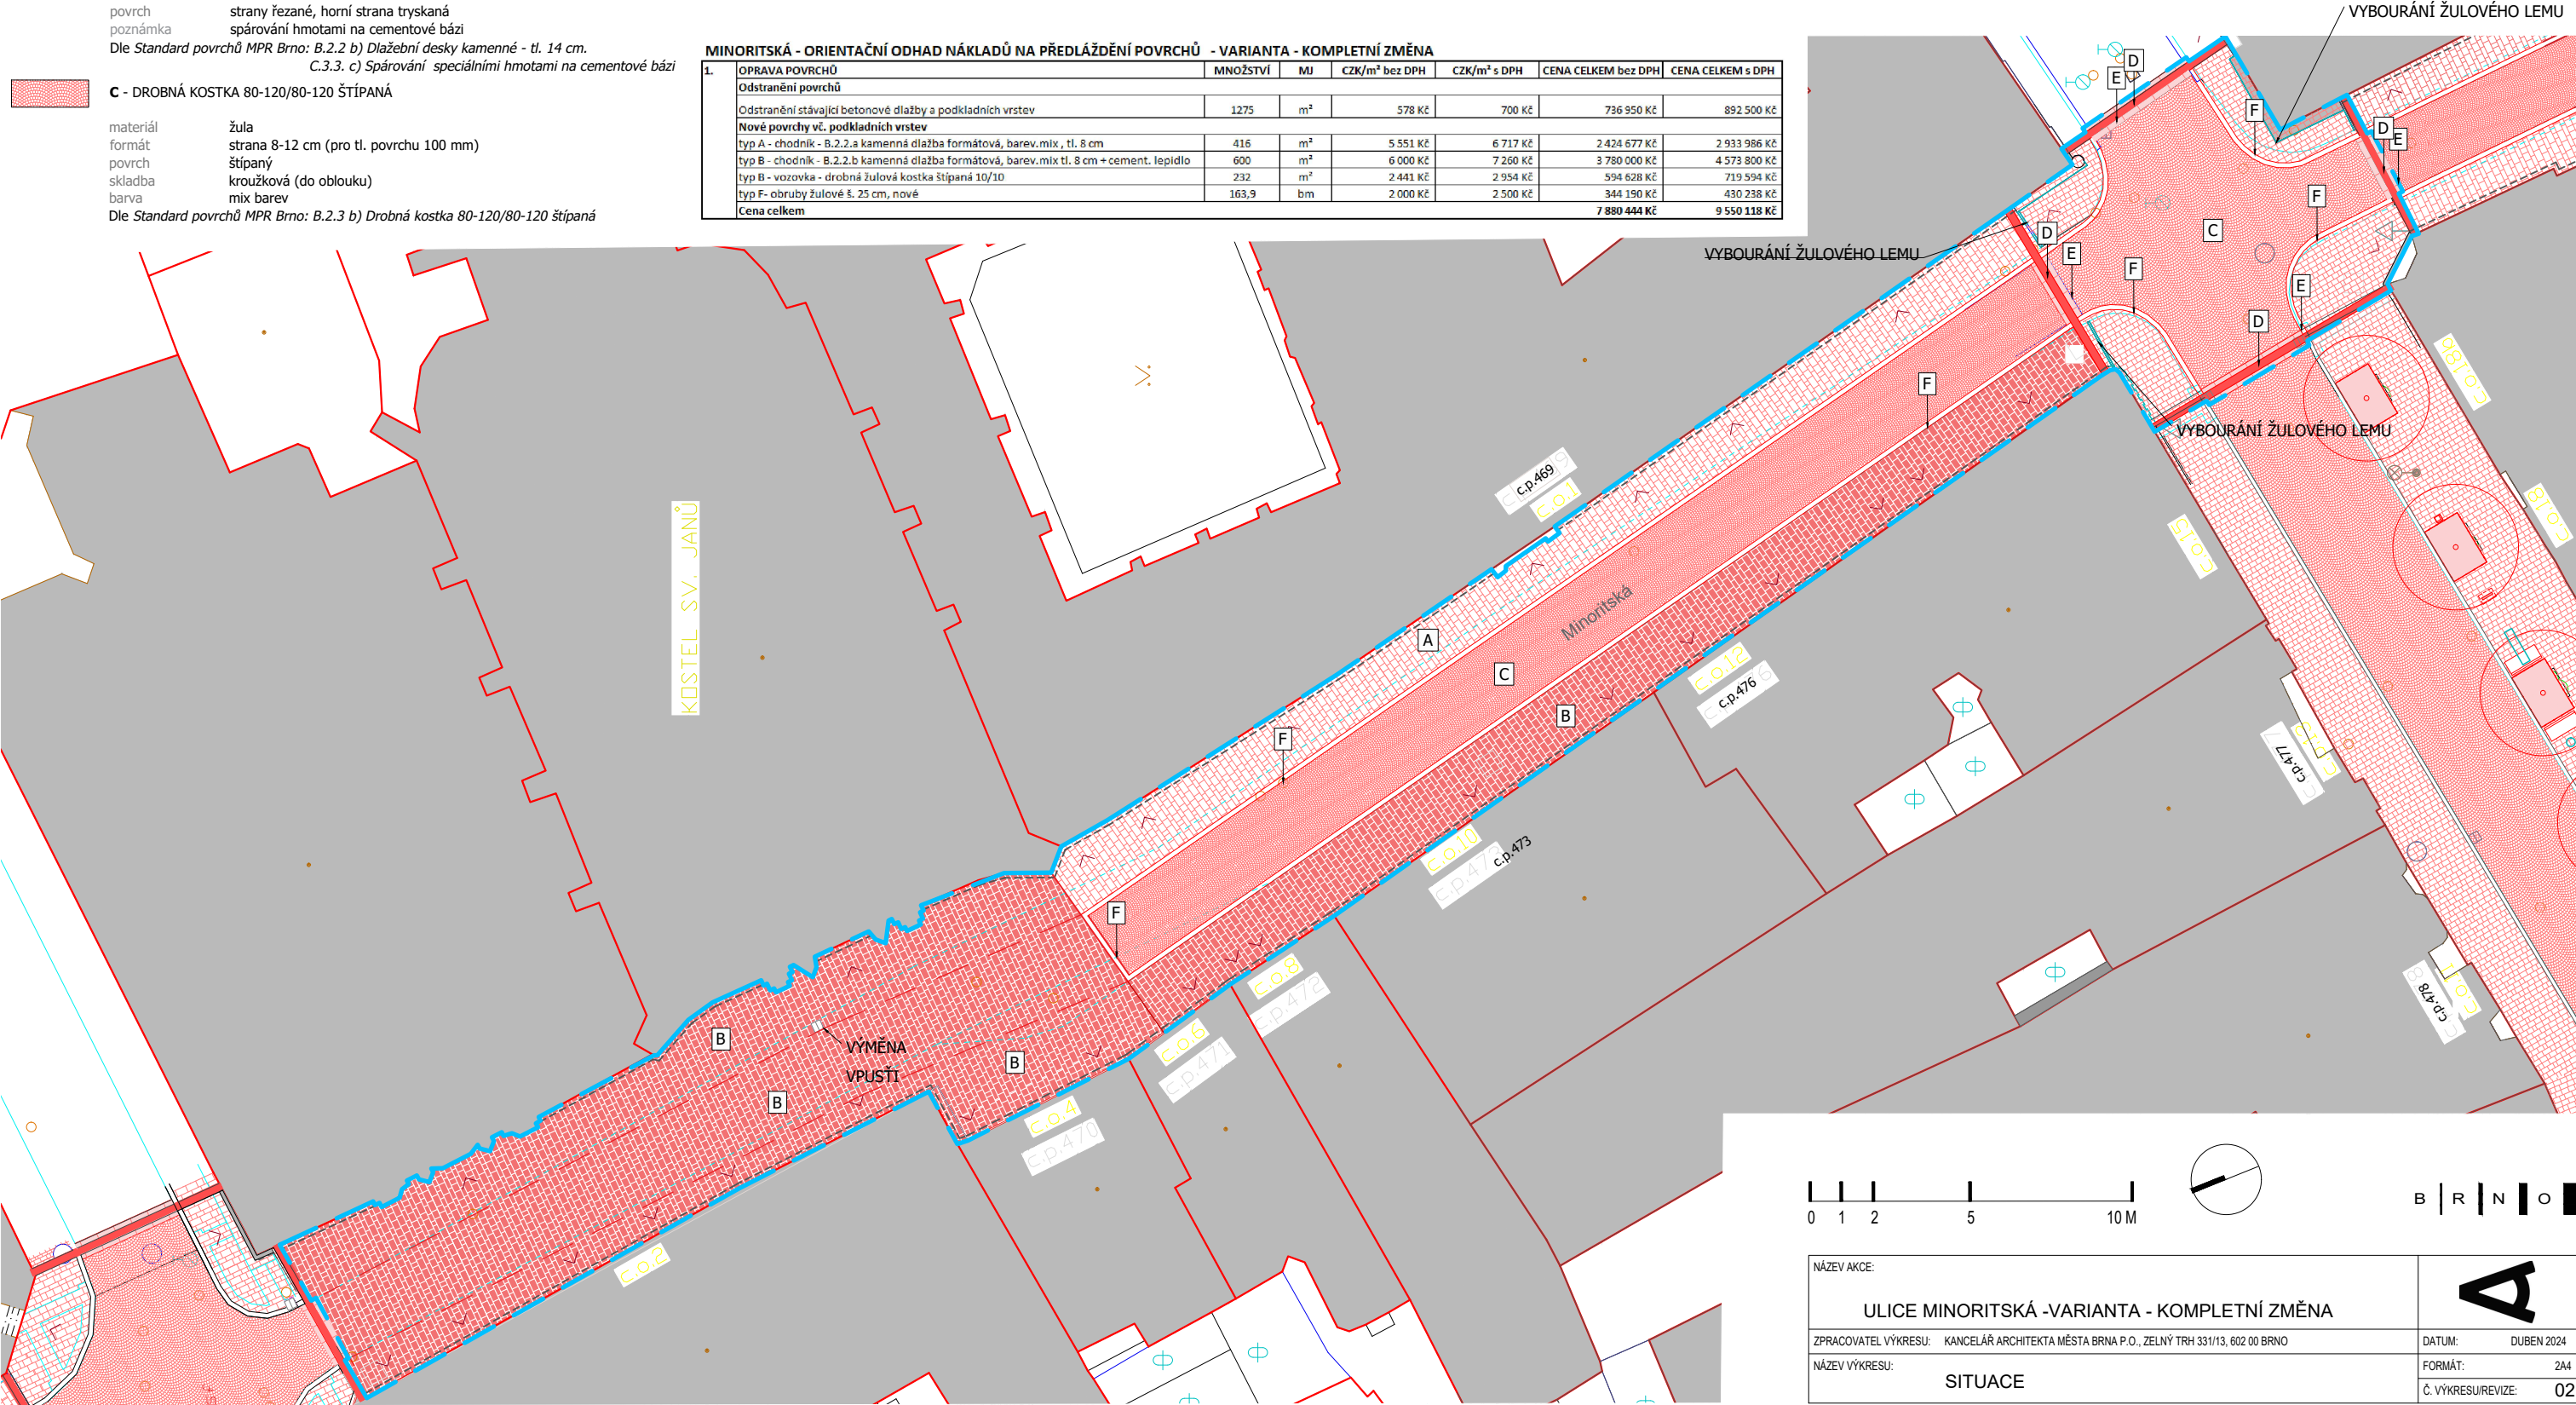 povrch strany řezané, horní strana tryskaná
poznámka spárování hmotami na cementové bázi
Dle Standard povrchů MPR Brno: B.2.2 b) Dlažební desky kamenné - tl. 14 cm.
C.3.3. c) Spárování speciálními hmotami na cementové bázi
C - DROBNÁ KOSTKA 80-120/80-120 ŠTÍPANÁ
materiál žula
formát strana 8-12 cm (pro tl. povrchu 100 mm)
povrch štípaný
skladba kroužková (do oblouku)
barva mix barev
Dle Standard povrchů MPR Brno: B.2.3 b) Drobná kostka 80-120/80-120 štípaná
MINORITSKÁ - ORIENTAČNÍ ODHAD NÁKLADŮ NA PŘEDLÁŽDĚNÍ POVRCHŮ - VARIANTA - KOMPLETNÍ ZMĚNA
1. OPRAVA POVRCHŮ MNOŽSTVÍ MJ CZK/m² bez DPH CZK/m² s DPH CENA CELKEM bez DPH CENA CELKEM s DPH
Odstranění povrchů
Odstranění stávající betonové dlažby a podkladních vrstev 1275 m² 578 Kč 700 Kč 736 950 Kč 892 500 Kč
Nové povrchy vč. podkladních vrstev
typ A - chodník - B.2.2.a kamenná dlažba formátová, barev.mix , tl. 8 cm 416 m² 5 551 Kč 6 717 Kč 2 424 677 Kč 2 933 986 Kč
typ B - chodník - B.2.2.b kamenná dlažba formátová, barev.mix tl. 8 cm + cement. lepidlo 600 m² 6 000 Kč 7 260 Kč 3 780 000 Kč 4 573 800 Kč
typ B - vozovka - drobná žulová kostka štípaná 10/10 232 m² 2 441 Kč 2 954 Kč 594 628 Kč 719 594 Kč
typ F- obruby žulové š. 25 cm, nové 163,9 bm 2 000 Kč 2 500 Kč 344 190 Kč 430 238 Kč
Cena celkem 7 880 444 Kč 9 550 118 Kč
VYBOURÁNÍ ŽULOVÉHO LEMU
D
E
F
D
E
F
VYBOURÁNÍ ŽULOVÉHO LEMU
D
E
C
F
E
D
F
VYBOURÁNÍ ŽULOVÉHO LEMU
č.o.18a
č.o.18
č.o.15
č.p.469
č.o.1
KOSTEL SV. JANŮ
Minoritská
A
C
B
F
č.o.12
č.p.476
č.o.13
č.p.477
č.o.10
č.p.473
F
č.o.8
č.p.472
č.o.11
č.p.478
B
VÝMĚNA
VPUSTI
B
B
č.o.6
č.p.471
č.o.4
č.p.470
č.o.2
0 1 2 5 10 M
B R N O
NÁZEV AKCE:
ULICE MINORITSKÁ -VARIANTA - KOMPLETNÍ ZMĚNA
ZPRACOVATEL VÝKRESU: KANCELÁŘ ARCHITEKTA MĚSTA BRNA P.O., ZELNÝ TRH 331/13, 602 00 BRNO
DATUM: DUBEN 2024
NÁZEV VÝKRESU:
SITUACE
FORMÁT: 2A4
Č. VÝKRESU/REVIZE: 02